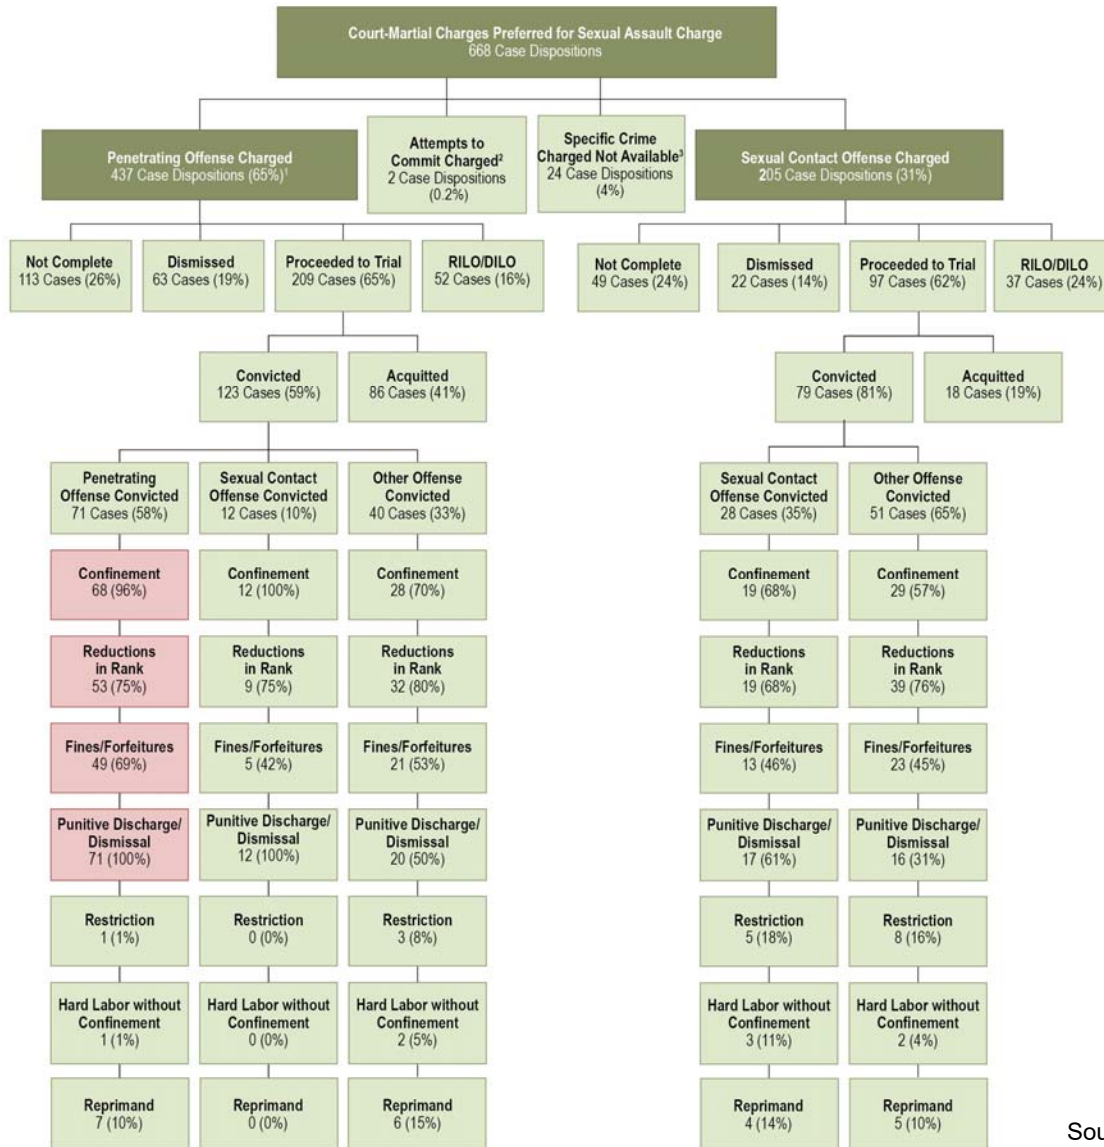 Court-Martial Charges Preferred for Sexual Assault Charge
668 Case Dispositions
Penetrating Offense Charged
437 Case Dispositions (65%)¹
Attempts to
Commit Charged²
2 Case Dispositions
(0.2%)
Specific Crime
Charged Not Available³
24 Case Dispositions
(4%)
Sexual Contact Offense Charged
205 Case Dispositions (31%)
Not Complete
113 Cases (26%)
Dismissed
63 Cases (19%)
Proceeded to Trial
209 Cases (65%)
RILO/DILO
52 Cases (16%)
Not Complete
49 Cases (24%)
Dismissed
22 Cases (14%)
Proceeded to Trial
97 Cases (62%)
RILO/DILO
37 Cases (24%)
Convicted
123 Cases (59%)
Acquitted
86 Cases (41%)
Convicted
79 Cases (81%)
Acquitted
18 Cases (19%)
Penetrating
Offense Convicted
71 Cases (58%)
Sexual Contact
Offense Convicted
12 Cases (10%)
Other Offense
Convicted
40 Cases (33%)
Sexual Contact
Offense Convicted
28 Cases (35%)
Other Offense
Convicted
51 Cases (65%)
Confinement
68 (96%)
Confinement
12 (100%)
Confinement
28 (70%)
Confinement
19 (68%)
Confinement
29 (57%)
Reductions
in Rank
53 (75%)
Reductions
in Rank
9 (75%)
Reductions
in Rank
32 (80%)
Reductions
in Rank
19 (68%)
Reductions
in Rank
39 (76%)
Fines/Forfeitures
49 (69%)
Fines/Forfeitures
5 (42%)
Fines/Forfeitures
21 (53%)
Fines/Forfeitures
13 (46%)
Fines/Forfeitures
23 (45%)
Punitive Discharge/
Dismissal
71 (100%)
Punitive Discharge/
Dismissal
12 (100%)
Punitive Discharge/
Dismissal
20 (50%)
Punitive Discharge/
Dismissal
17 (61%)
Punitive Discharge/
Dismissal
16 (31%)
Restriction
1 (1%)
Restriction
0 (0%)
Restriction
3 (8%)
Restriction
5 (18%)
Restriction
8 (16%)
Hard Labor without
Confinement
1 (1%)
Hard Labor without
Confinement
0 (0%)
Hard Labor without
Confinement
2 (5%)
Hard Labor without
Confinement
3 (11%)
Hard Labor without
Confinement
2 (4%)
Reprimand
7 (10%)
Reprimand
0 (0%)
Reprimand
6 (15%)
Reprimand
4 (14%)
Reprimand
5 (10%)
Sou